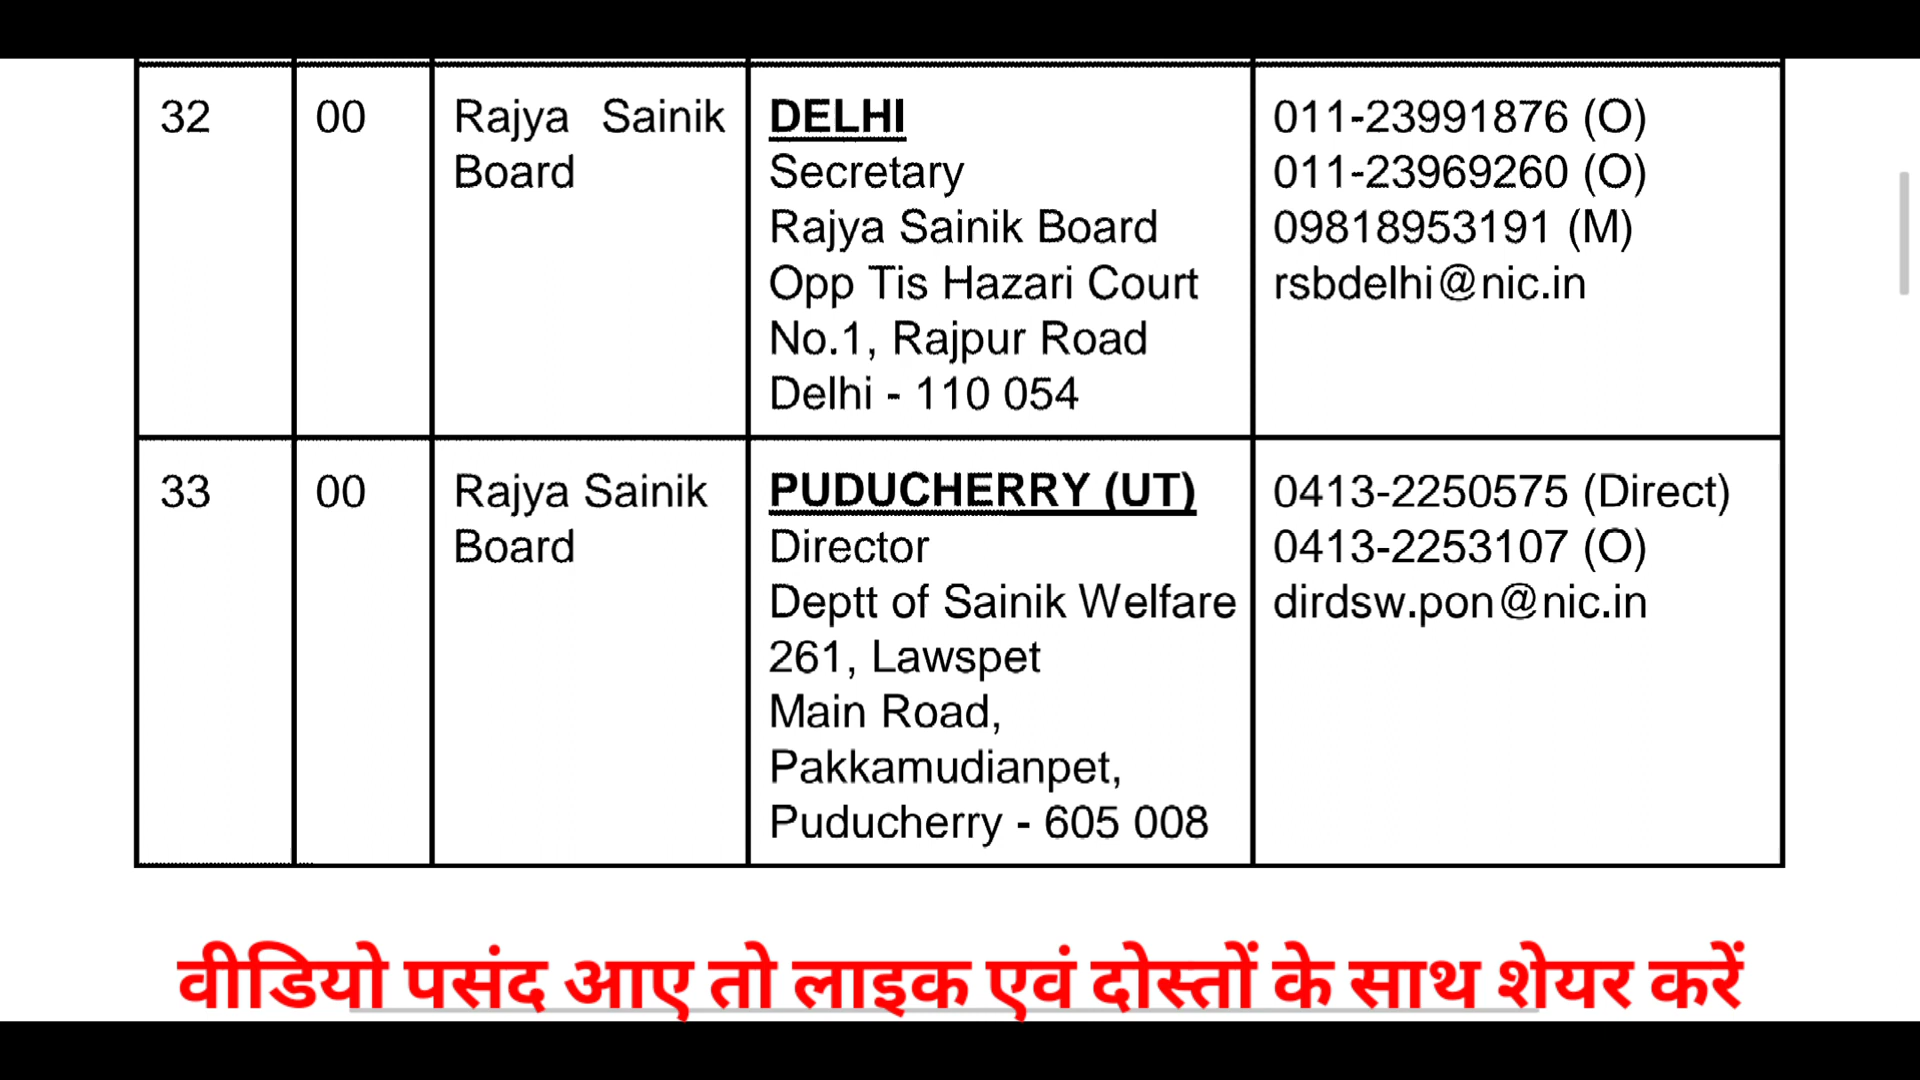 32
00
Rajya Sainik
Board
DELHI
Secretary
Rajya Sainik Board
Opp Tis Hazari Court
No.1, Rajpur Road
Delhi - 110 054
011-23991876 (O)
011-23969260 (O)
09818953191 (M)
rsbdelhi@nic.in
33
00
Rajya Sainik
Board
PUDUCHERRY (UT)
Director
Deptt of Sainik Welfare
261, Lawspet
Main Road,
Pakkamudianpet,
Puducherry - 605 008
0413-2250575 (Direct)
0413-2253107 (O)
dirdsw.pon@nic.in
वीडियो पसंद आए तो लाइक एवं दोस्तों के साथ शेयर करें